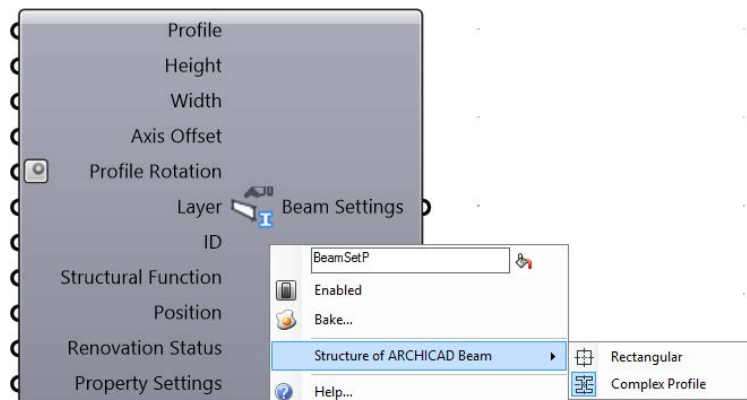 Profile
Height
Width
Axis Offset
Profile Rotation
Layer
Beam Settings
ID
Structural Function
Position
Renovation Status
Property Settings
BeamSetP
Enabled
Bake...
Structure of ARCHICAD Beam
Help...
Rectangular
Complex Profile